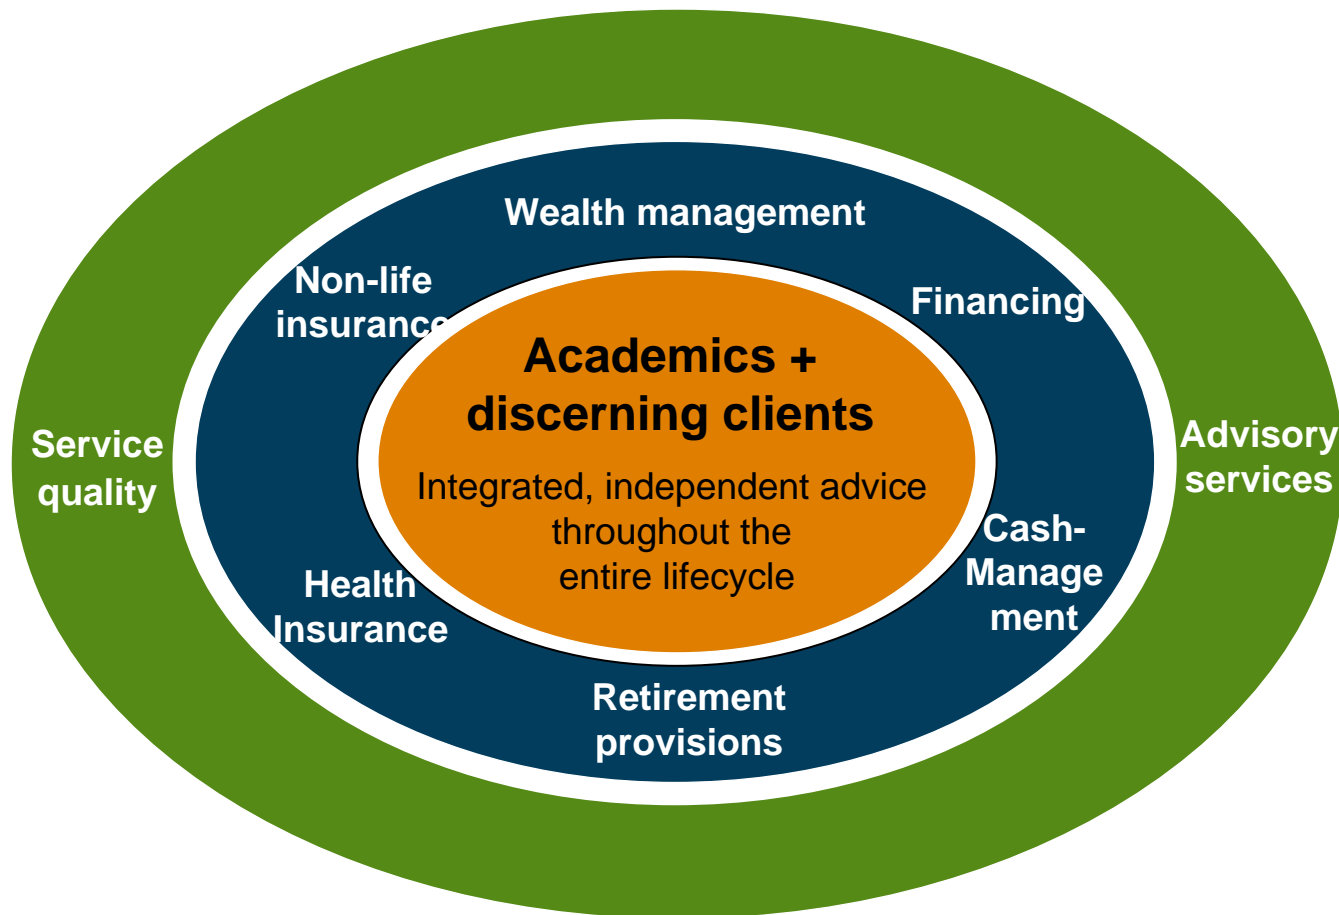 Wealth management
Non-life
insurance
Financing
Academics +
discerning clients
Integrated, independent advice
throughout the
entire lifecycle
Service
quality
Advisory
services
Cash-
Manage
ment
Health
Insurance
Retirement
provisions